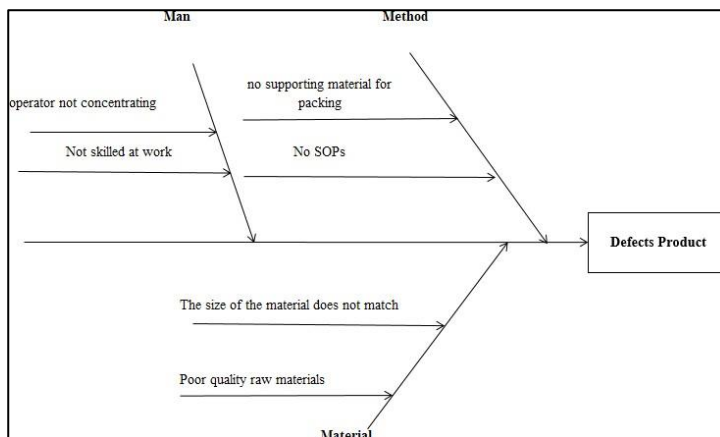 Man
Method
no supporting material for
packing
operator not concentrating
Not skilled at work
No SOPs
Defects Product
The size of the material does not match
Poor quality raw materials
Material